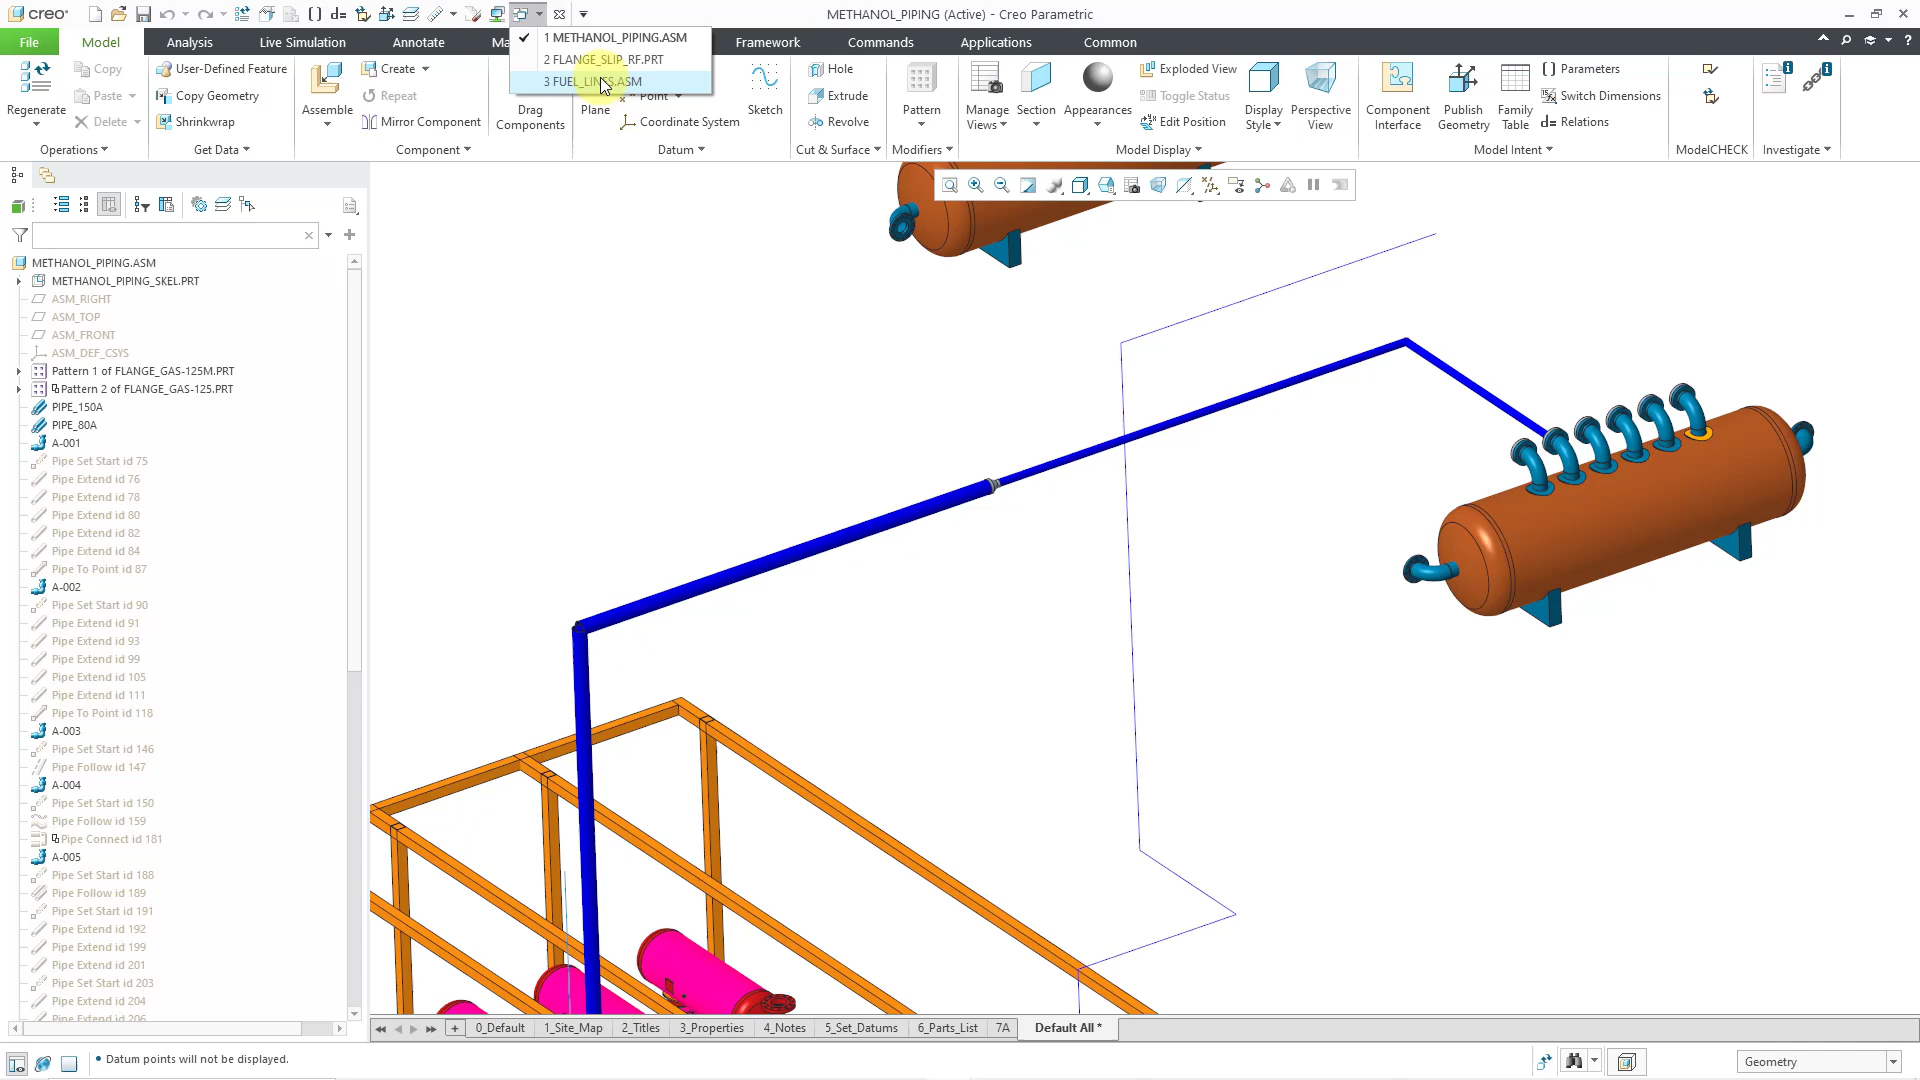 creo
METHANOL_PIPING (Active) - Creo Parametric
File
Model
Analysis
Live Simulation
Annotate
Framework
Commands
Applications
Common
1 METHANOL_PIPING.ASM
2 FLANGE_SLIP_RF.PRT
3 FUEL_LINES.ASM
Regenerate
Copy
Paste
Delete
Operations
User-Defined Feature
Copy Geometry
Shrinkwrap
Get Data
Assemble
Create
Repeat
Mirror Component
Component
Drag
Components
Plane
Point
Coordinate System
Datum
Sketch
Hole
Extrude
Revolve
Cut & Surface
Pattern
Modifiers
Manage
Views
Section
Appearances
Exploded View
Toggle Status
Edit Position
Display
Style
Perspective
View
Model Display
Component
Interface
Publish
Geometry
Family
Table
Parameters
Switch Dimensions
d= Relations
Model Intent
ModelCHECK
Investigate
METHANOL_PIPING.ASM
METHANOL_PIPING_SKEL.PRT
ASM_RIGHT
ASM_TOP
ASM_FRONT
ASM_DEF_CSYS
Pattern 1 of FLANGE_GAS-125M.PRT
Pattern 2 of FLANGE_GAS-125.PRT
PIPE_150A
PIPE_80A
A-001
Pipe Set Start id 75
Pipe Extend id 76
Pipe Extend id 78
Pipe Extend id 80
Pipe Extend id 82
Pipe Extend id 84
Pipe To Point id 87
A-002
Pipe Set Start id 90
Pipe Extend id 91
Pipe Extend id 93
Pipe Extend id 99
Pipe Extend id 105
Pipe Extend id 111
Pipe To Point id 118
A-003
Pipe Set Start id 146
Pipe Follow id 147
A-004
Pipe Set Start id 150
Pipe Follow id 159
Pipe Connect id 181
A-005
Pipe Set Start id 188
Pipe Follow id 189
Pipe Set Start id 191
Pipe Extend id 192
Pipe Extend id 199
Pipe Extend id 201
Pipe Set Start id 203
Pipe Extend id 204
Pipe Extend id 206
0_Default
1_Site_Map
2_Titles
3_Properties
4_Notes
5_Set_Datums
6_Parts_List
7A
Default All *
• Datum points will not be displayed.
Geometry